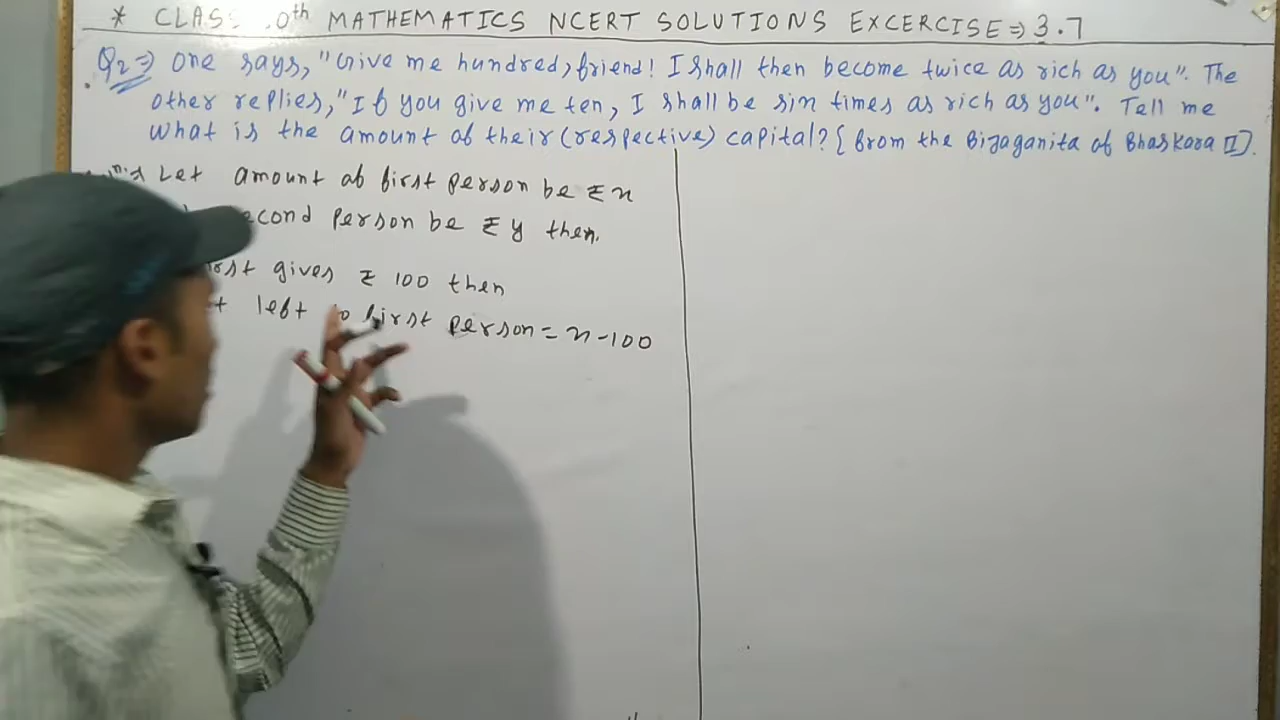 * CLAS 0th MATHEMATICS NCERT SOLUTIONS EXCERCISE ⇒ 3.7
Q2 ⇒ One says, "Give me hundred, friend! I shall then become twice as rich as you". The
other replies, "If you give me ten, I shall be six times as rich as you". Tell me
what is the amount of their (respective) capital? { from the Bijaganita of Bhaskara II }.
Let amount of first person be ₹ x
second person be ₹ y then.
gives ₹ 100 then
left to first person = x - 100